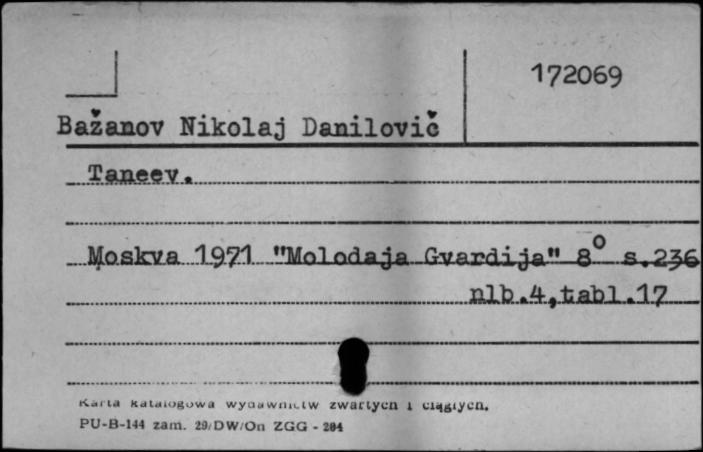 172069
Bažanov Nikolaj Danilovič
Taneev.
Moskva 1971 "Molodaja Gvardija" 8° s.236
nlb.4,tabl.17
Karta katalogowa wydawnictw zwartych i ciągłych.
PU-B-144 zam. 29/DW/On ZGG - 204